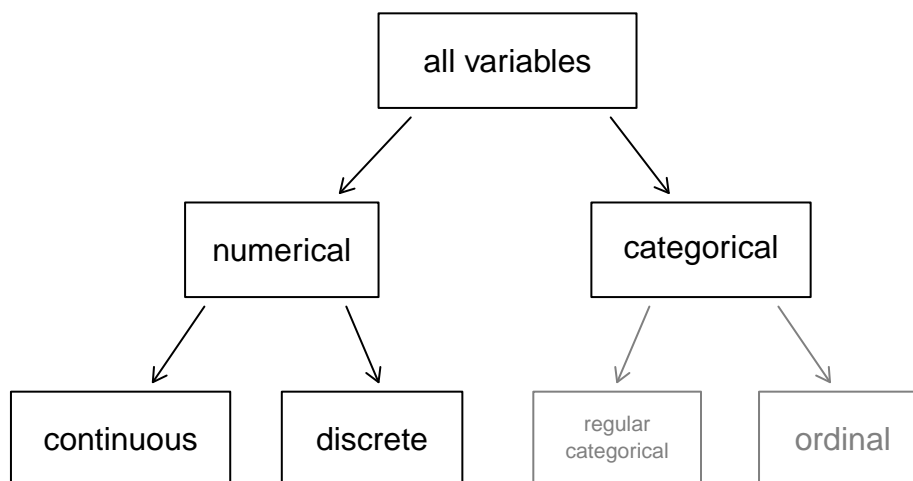 all variables
numerical
categorical
continuous
discrete
regular
categorical
ordinal